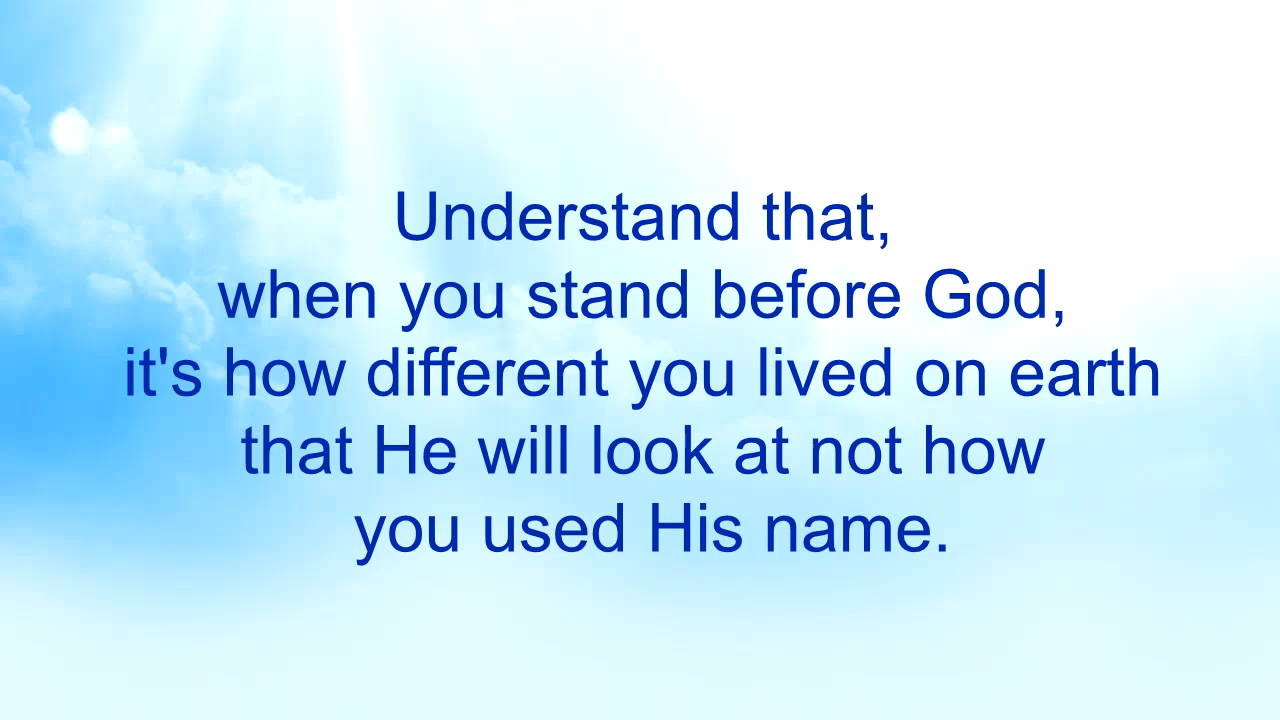 Understand that,
when you stand before God,
it's how different you lived on earth
that He will look at not how
you used His name.